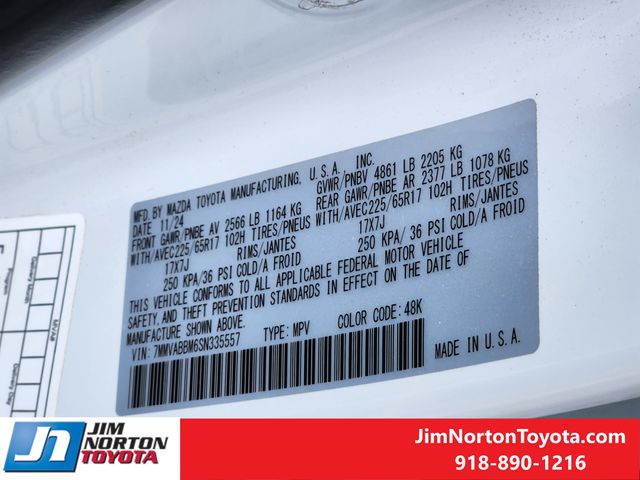 MFD. BY MAZDA TOYOTA MANUFACTURING, U.S.A., INC.
DATE 11/24 GVWR/PNBV 4861 LB 2205 KG
FRONT GAWR/PNBE AV 2566 LB 1164 KG REAR GAWR/PNBE AR 2377 LB 1078 KG
WITH/AVEC225/65R17 102H TIRES/PNEUS WITH/AVEC225/65R17 102H TIRES/PNEUS
17X7J RIMS/JANTES 17X7J RIMS/JANTES
250 KPA/36 PSI COLD/A FROID 250 KPA/ 36 PSI COLD/A FROID
THIS VEHICLE CONFORMS TO ALL APPLICABLE FEDERAL MOTOR VEHICLE
SAFETY, AND THEFT PREVENTION STANDARDS IN EFFECT ON THE DATE OF
MANUFACTURE SHOWN ABOVE.
VIN: 7MMVABBM6SN335557 TYPE: MPV COLOR CODE: 48K
JN JIM
NORTON
TOYOTA
JimNortonToyota.com
918-890-1216